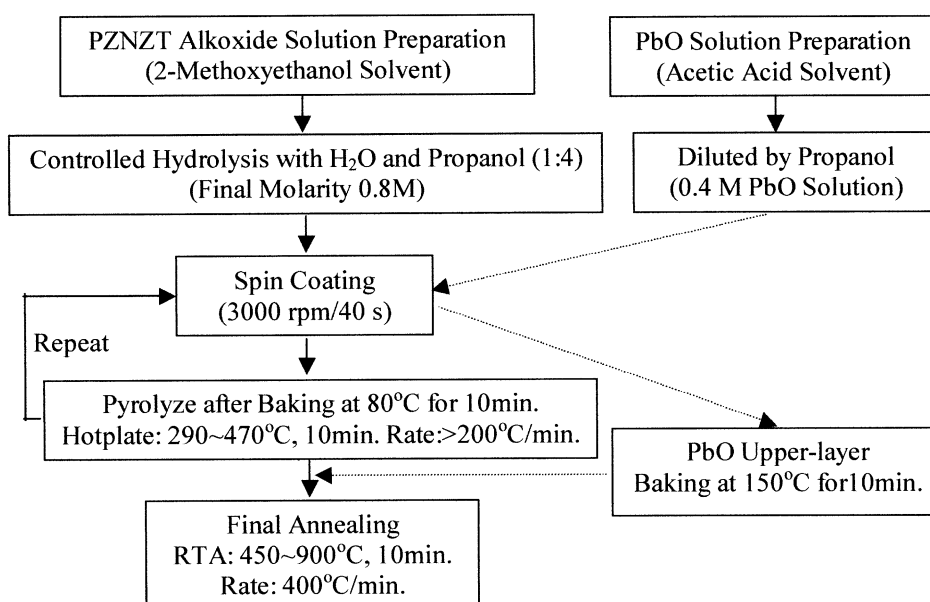 PZNZT Alkoxide Solution Preparation
(2-Methoxyethanol Solvent)
PbO Solution Preparation
(Acetic Acid Solvent)
Controlled Hydrolysis with H₂O and Propanol (1:4)
(Final Molarity 0.8M)
Diluted by Propanol
(0.4 M PbO Solution)
Spin Coating
(3000 rpm/40 s)
Repeat
Pyrolyze after Baking at 80°C for 10min.
Hotplate: 290~470°C, 10min. Rate:>200°C/min.
PbO Upper-layer
Baking at 150°C for10min.
Final Annealing
RTA: 450~900°C, 10min.
Rate: 400°C/min.